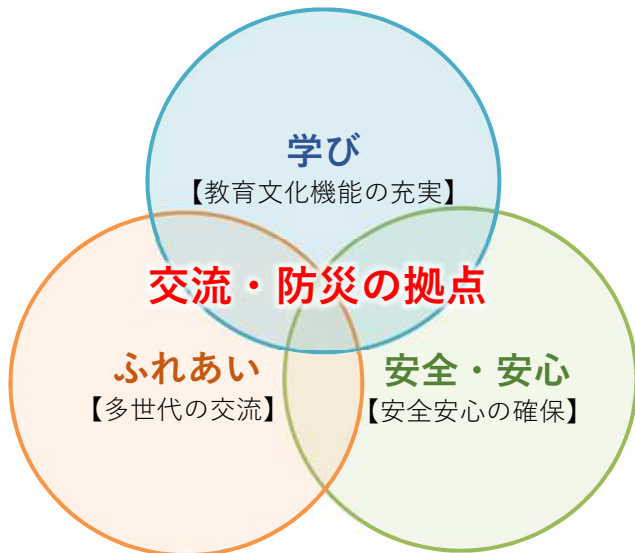 学び
【教育文化機能の充実】
交流・防災の拠点
ふれあい
【多世代の交流】
安全・安心
【安全安心の確保】